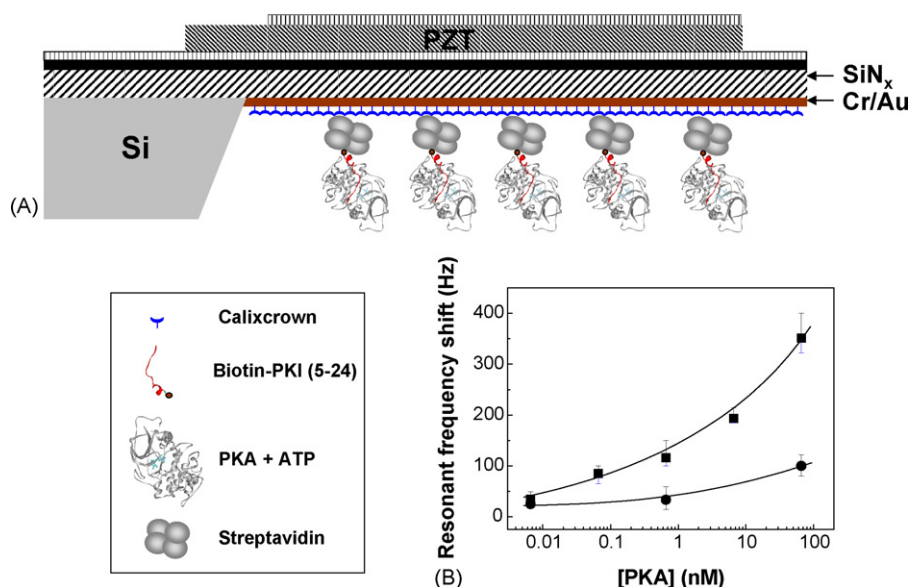 PZT
SiNx
Cr/Au
Si
(A)
Calixcrown
Biotin-PKI (5-24)
PKA + ATP
Streptavidin
Resonant frequency shift (Hz)
400
300
200
100
0
0.01
0.1
1
10
100
[PKA] (nM)
(B)